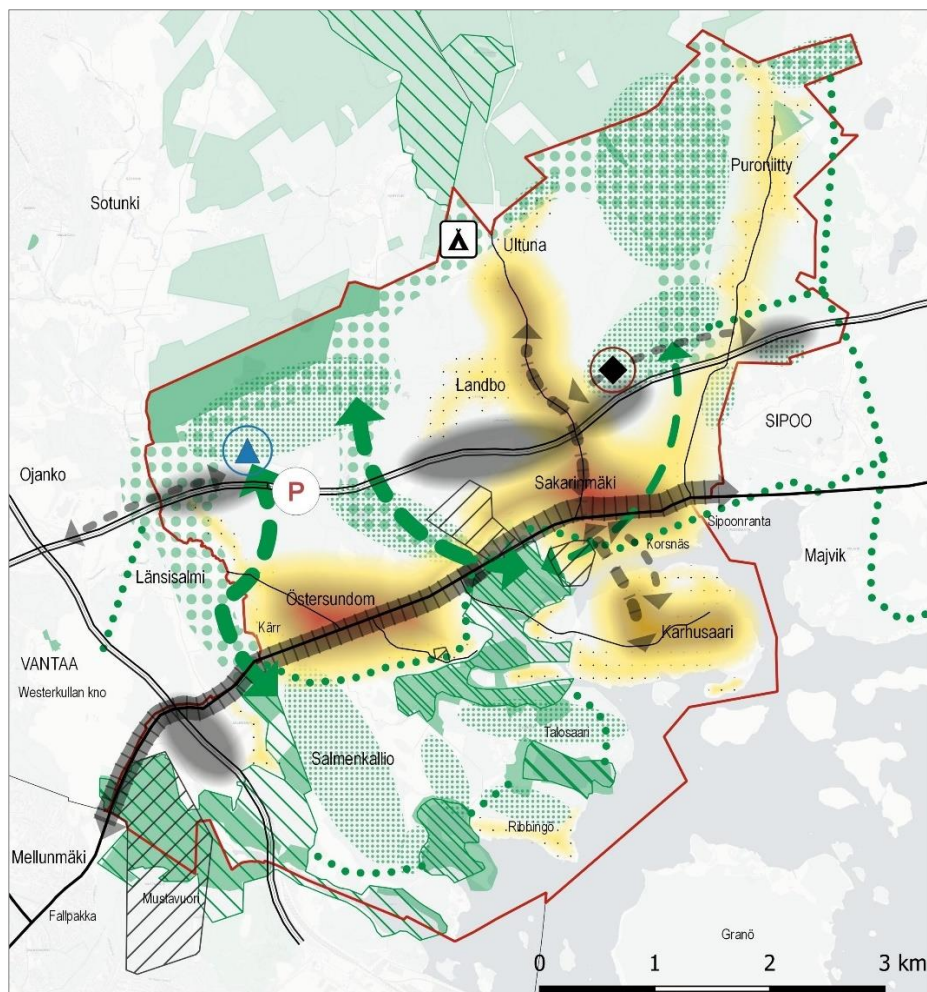 Puroniitty
Sotunki
Ultuna
Landbo
SIPOO
Ojanko
P
Sakarinmäki
Sipoonranta
Korsnäs
Majvik
Länsisalmi
Östersundom
Kärr
Karhusaari
VANTAA
Westerkullan kno
Talosaari
Salmenkallio
Ribbingö
Mellunmäki
Mustavuori
Fallpakka
Granö
0 1 2 3 km